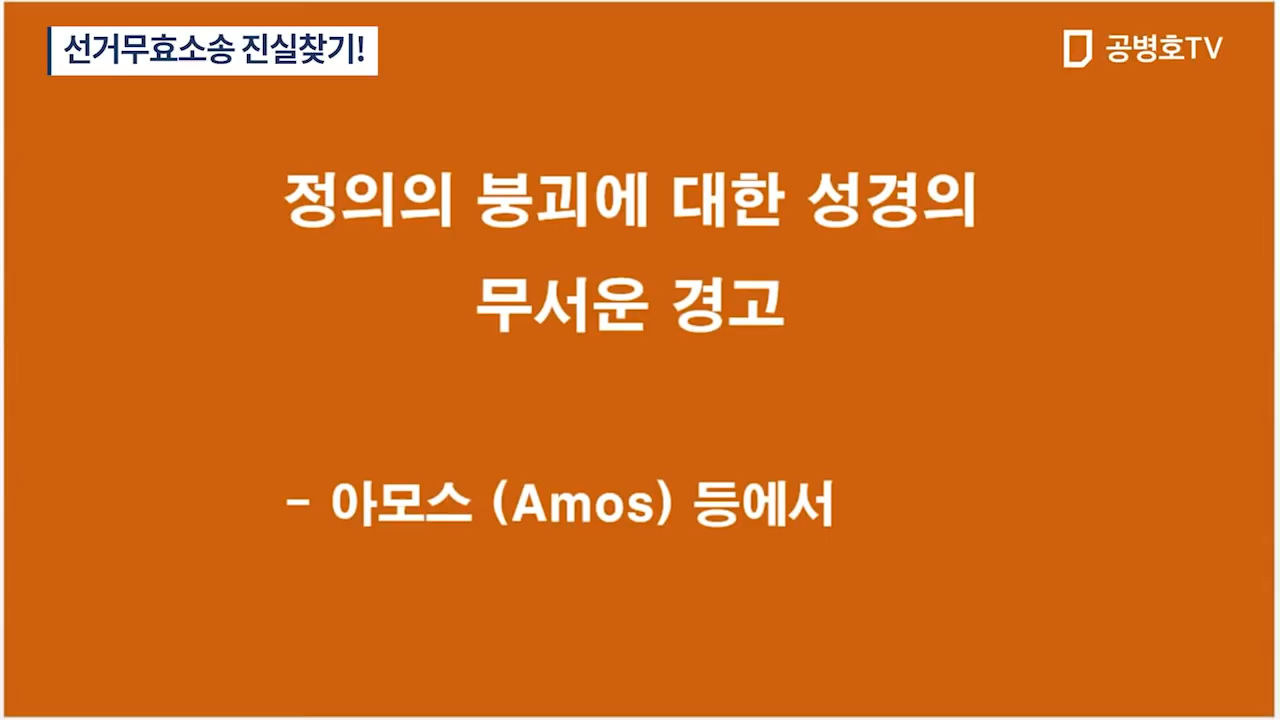 선거무효소송 진실찾기!
공병호TV
정의의 붕괴에 대한 성경의
무서운 경고
- 아모스 (Amos) 등에서